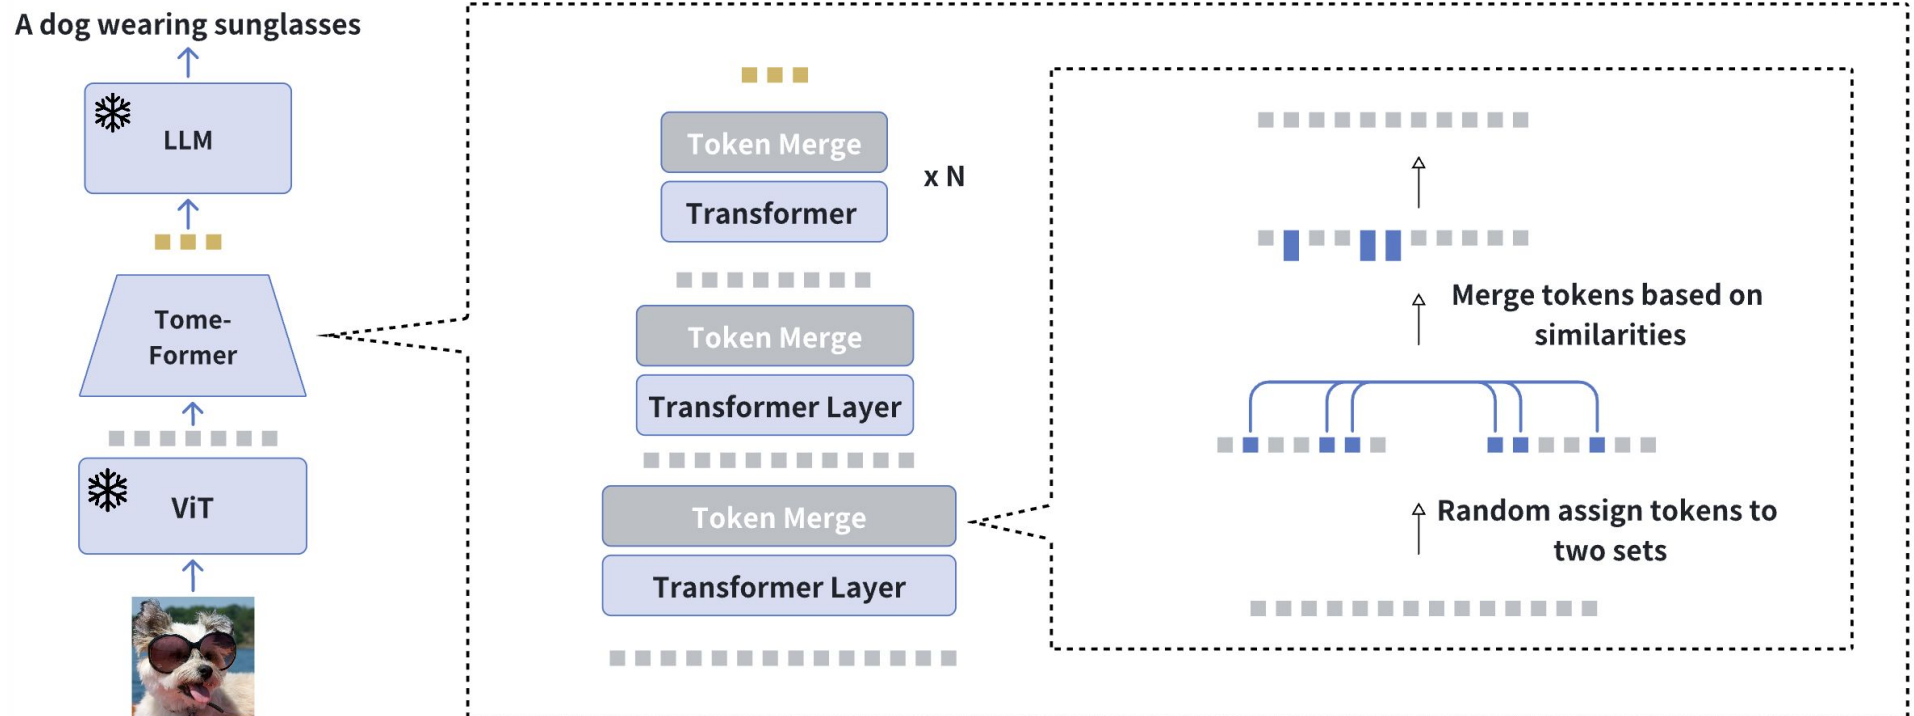 A dog wearing sunglasses
LLM
Tome-
Former
ViT
Token Merge
Transformer
x N
Token Merge
Transformer Layer
Token Merge
Transformer Layer
Merge tokens based on
similarities
Random assign tokens to
two sets